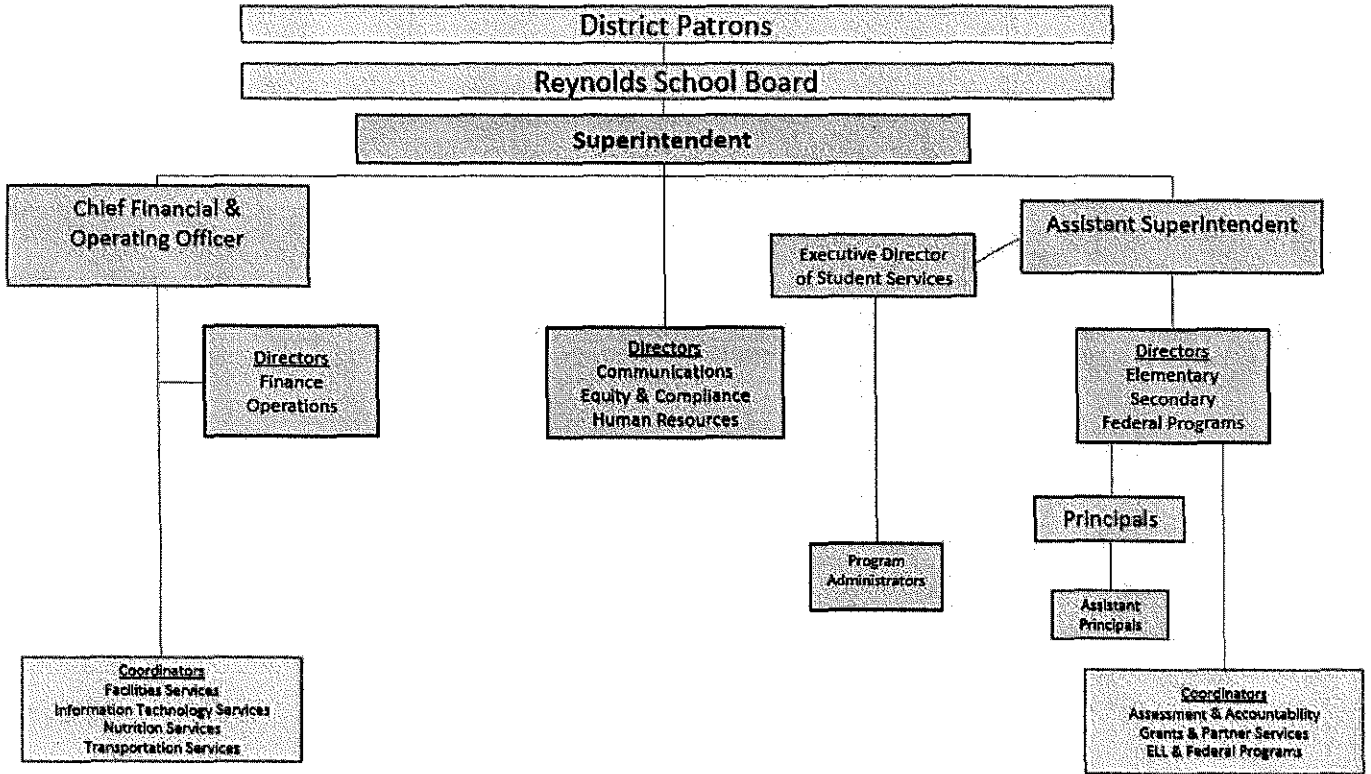 District Patrons
Reynolds School Board
Superintendent
Chief Financial &
Operating Officer
Assistant Superintendent
Executive Director
of Student Services
Directors
Finance
Operations
Directors
Communications
Equity & Compliance
Human Resources
Directors
Elementary
Secondary
Federal Programs
Principals
Program
Administrators
Assistant
Principals
Coordinators
Facilities Services
Information Technology Services
Nutrition Services
Transportation Services
Coordinators
Assessment & Accountability
Grants & Partner Services
ELL & Federal Programs